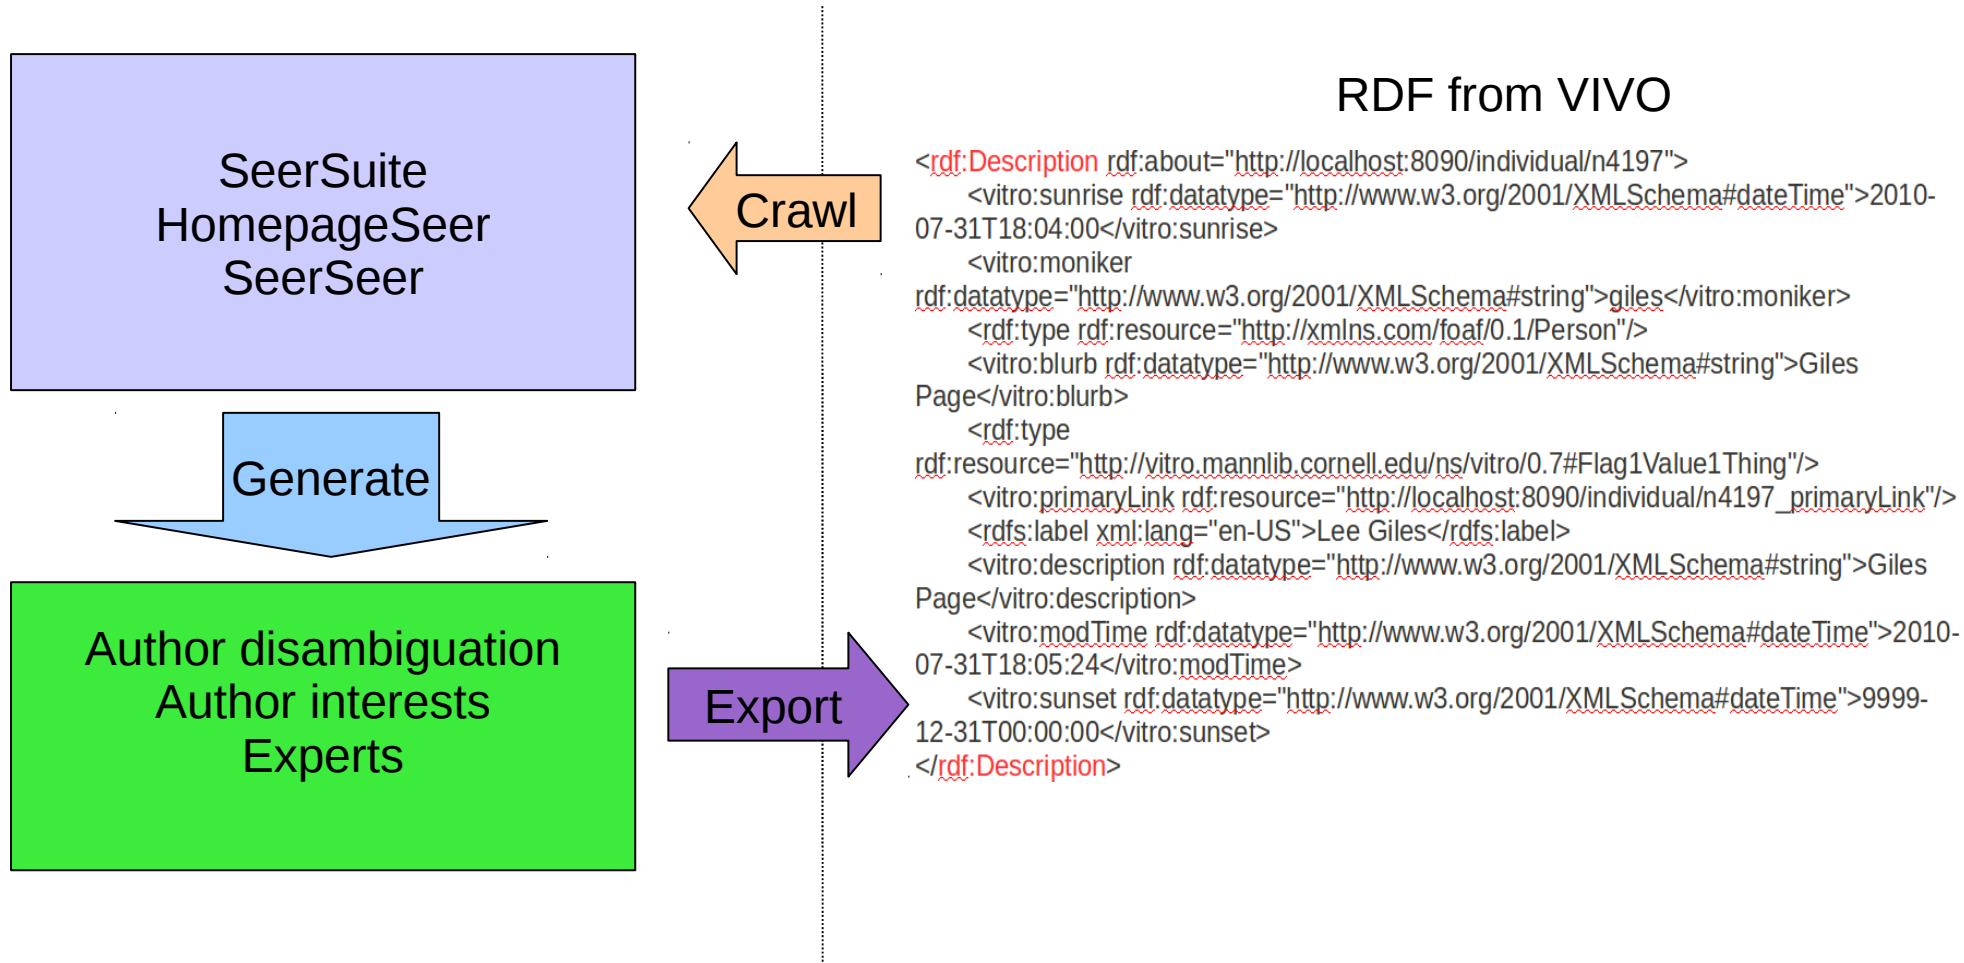 SeerSuite
HomepageSeer
SeerSeer
Generate
Author disambiguation
Author interests
Experts
Crawl
Export
RDF from VIVO
<rdf:Description rdf:about="http://localhost:8090/individual/n4197">
<vitro:sunrise rdf:datatype="http://www.w3.org/2001/XMLSchema#dateTime">2010-
07-31T18:04:00</vitro:sunrise>
<vitro:moniker
rdf:datatype="http://www.w3.org/2001/XMLSchema#string">giles</vitro:moniker>
<rdf:type rdf:resource="http://xmlns.com/foaf/0.1/Person"/>
<vitro:blurb rdf:datatype="http://www.w3.org/2001/XMLSchema#string">Giles
Page</vitro:blurb>
<rdf:type
rdf:resource="http://vitro.mannlib.cornell.edu/ns/vitro/0.7#Flag1Value1Thing"/>
<vitro:primaryLink rdf:resource="http://localhost:8090/individual/n4197_primaryLink"/>
<rdfs:label xml:lang="en-US">Lee Giles</rdfs:label>
<vitro:description rdf:datatype="http://www.w3.org/2001/XMLSchema#string">Giles
Page</vitro:description>
<vitro:modTime rdf:datatype="http://www.w3.org/2001/XMLSchema#dateTime">2010-
07-31T18:05:24</vitro:modTime>
<vitro:sunset rdf:datatype="http://www.w3.org/2001/XMLSchema#dateTime">9999-
12-31T00:00:00</vitro:sunset>
</rdf:Description>